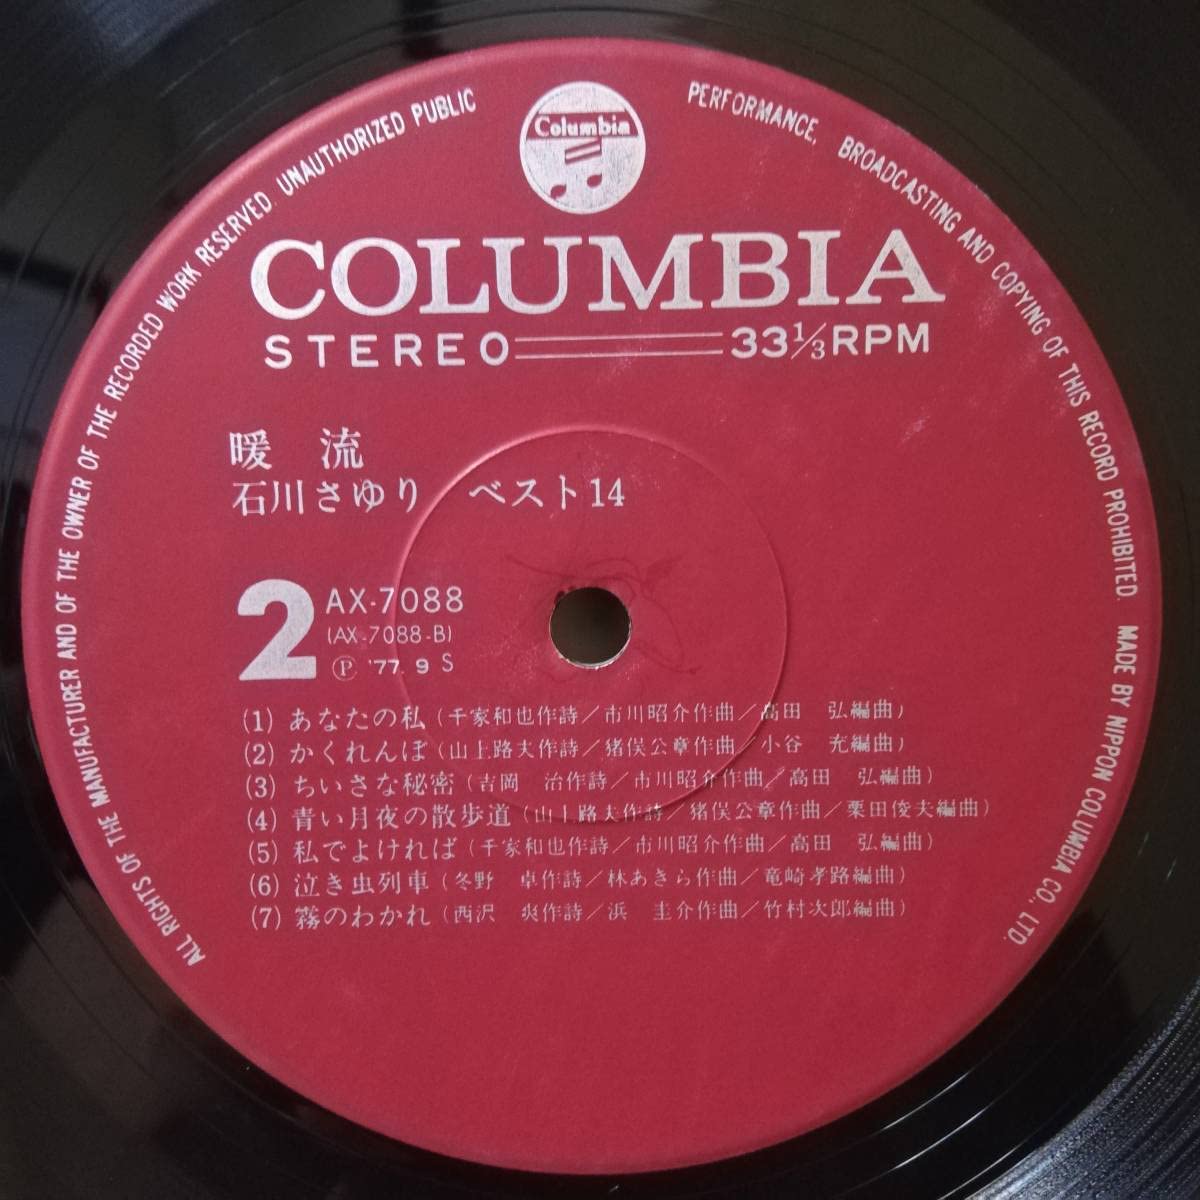 ALL RIGHTS OF THE MANUFACTURER AND OF THE OWNER OF THE RECORDED WORK RESERVED UNAUTHORIZED PUBLIC PERFORMANCE, BROADCASTING AND COPYING OF THIS RECORD PROHIBITED. MADE BY NIPPON COLUMBIA CO., LTD.
Columbia
COLUMBIA
STEREO 33 1/3 RPM
暖 流
石川さゆり ベスト14
2 AX-7088
(AX-7088-B)
Ⓟ '77. 9 S
(1) あなたの私 (千家和也作詩/市川昭介作曲/高田 弘編曲)
(2) かくれんぼ (山上路夫作詩/猪俣公章作曲/小谷 充編曲)
(3) ちいさな秘密 (吉岡 治作詩/市川昭介作曲/高田 弘編曲)
(4) 青い月夜の散歩道 (山上路夫作詩/猪俣公章作曲/栗田俊夫編曲)
(5) 私でよければ (千家和也作詩/市川昭介作曲/高田 弘編曲)
(6) 泣き虫列車 (冬野 卓作詩/林あきら作曲/竜崎孝路編曲)
(7) 霧のわかれ (西沢 爽作詩/浜 圭介作曲/竹村次郎編曲)